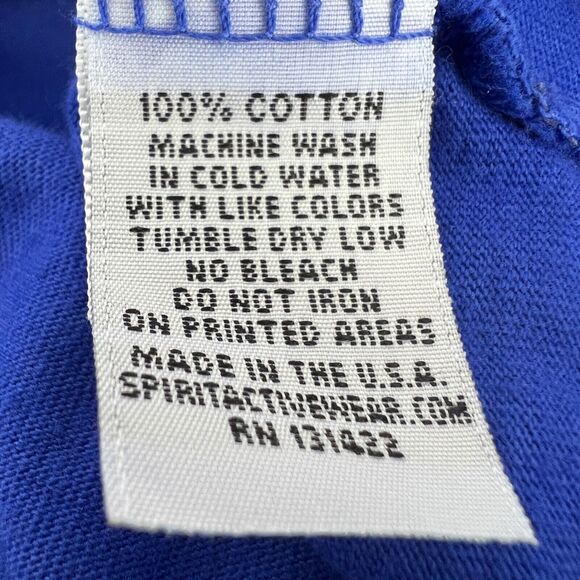 100% COTTON
MACHINE WASH
IN COLD WATER
WITH LIKE COLORS
TUMBLE DRY LOW
NO BLEACH
DO NOT IRON
ON PRINTED AREAS
MADE IN THE U.S.A.
SPIRITACTIVEWEAR.COM
RN 131422